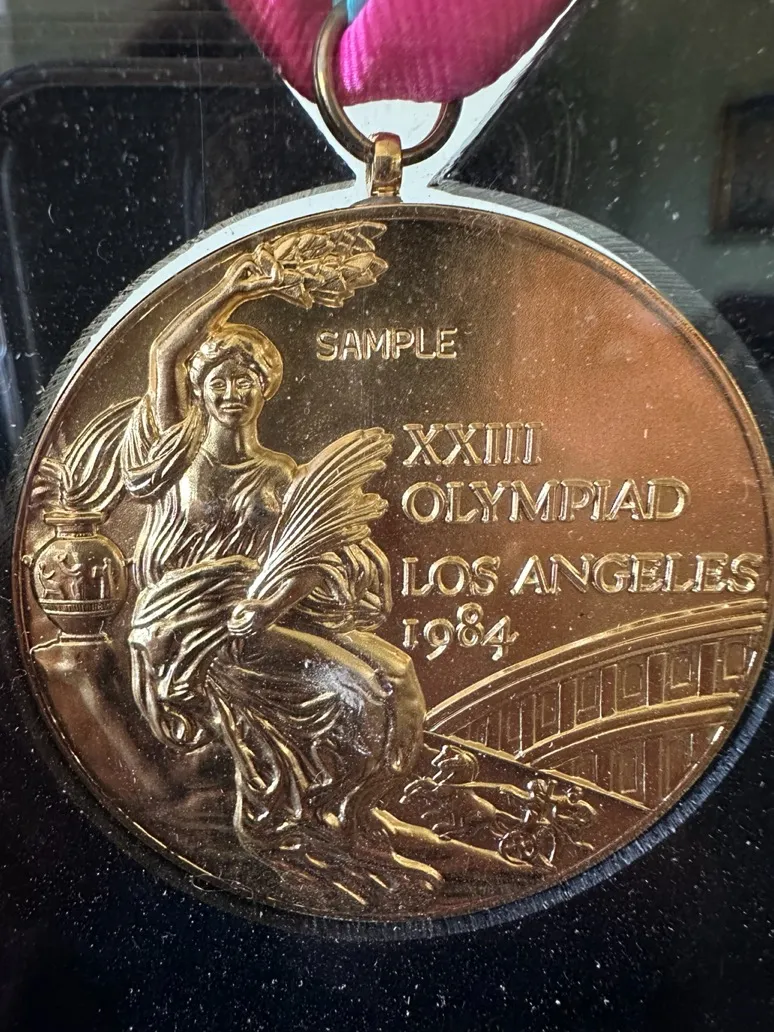 SAMPLE
XXIII
OLYMPIAD
LOS ANGELES
1984